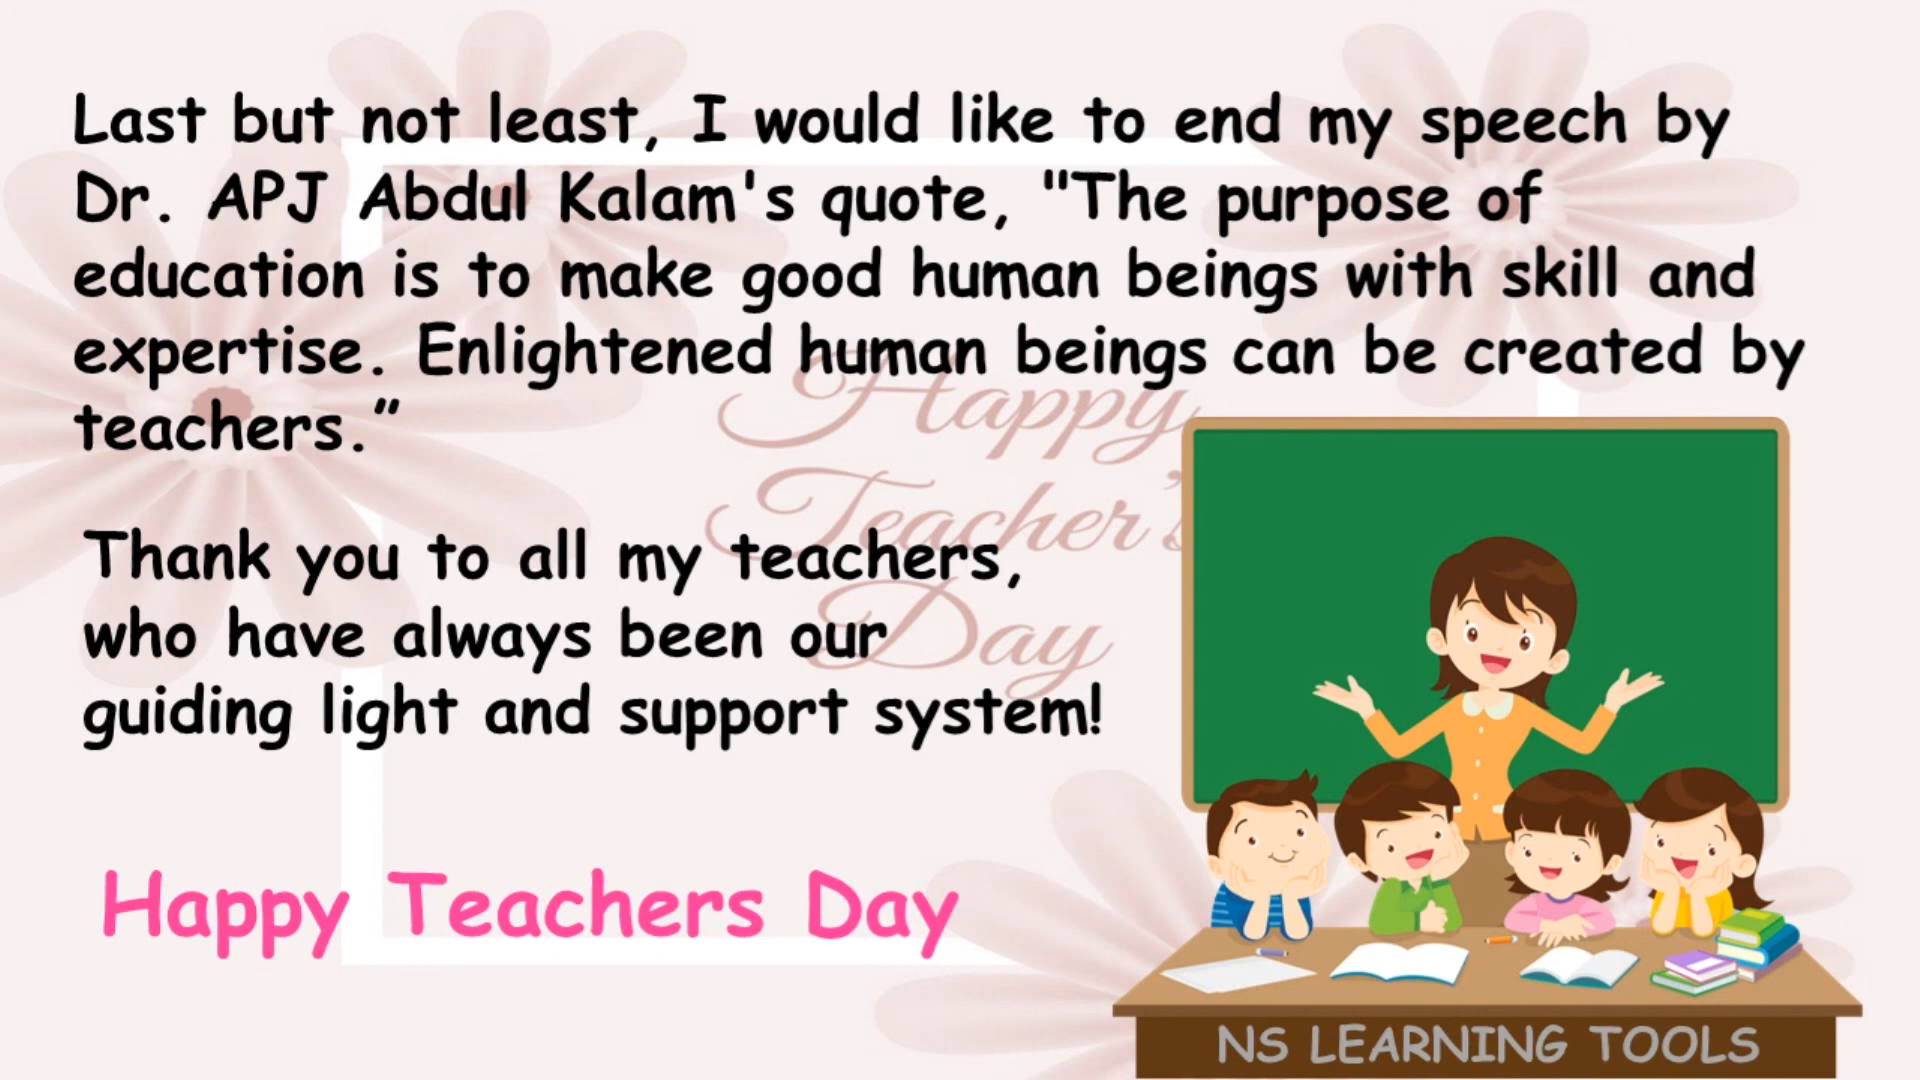 Last but not least, I would like to end my speech by
Dr. APJ Abdul Kalam's quote, "The purpose of
education is to make good human beings with skill and
expertise. Enlightened human beings can be created by
teachers.”
Happy
Teacher's
Day
Thank you to all my teachers,
who have always been our
guiding light and support system!
Happy Teachers Day
NS LEARNING TOOLS